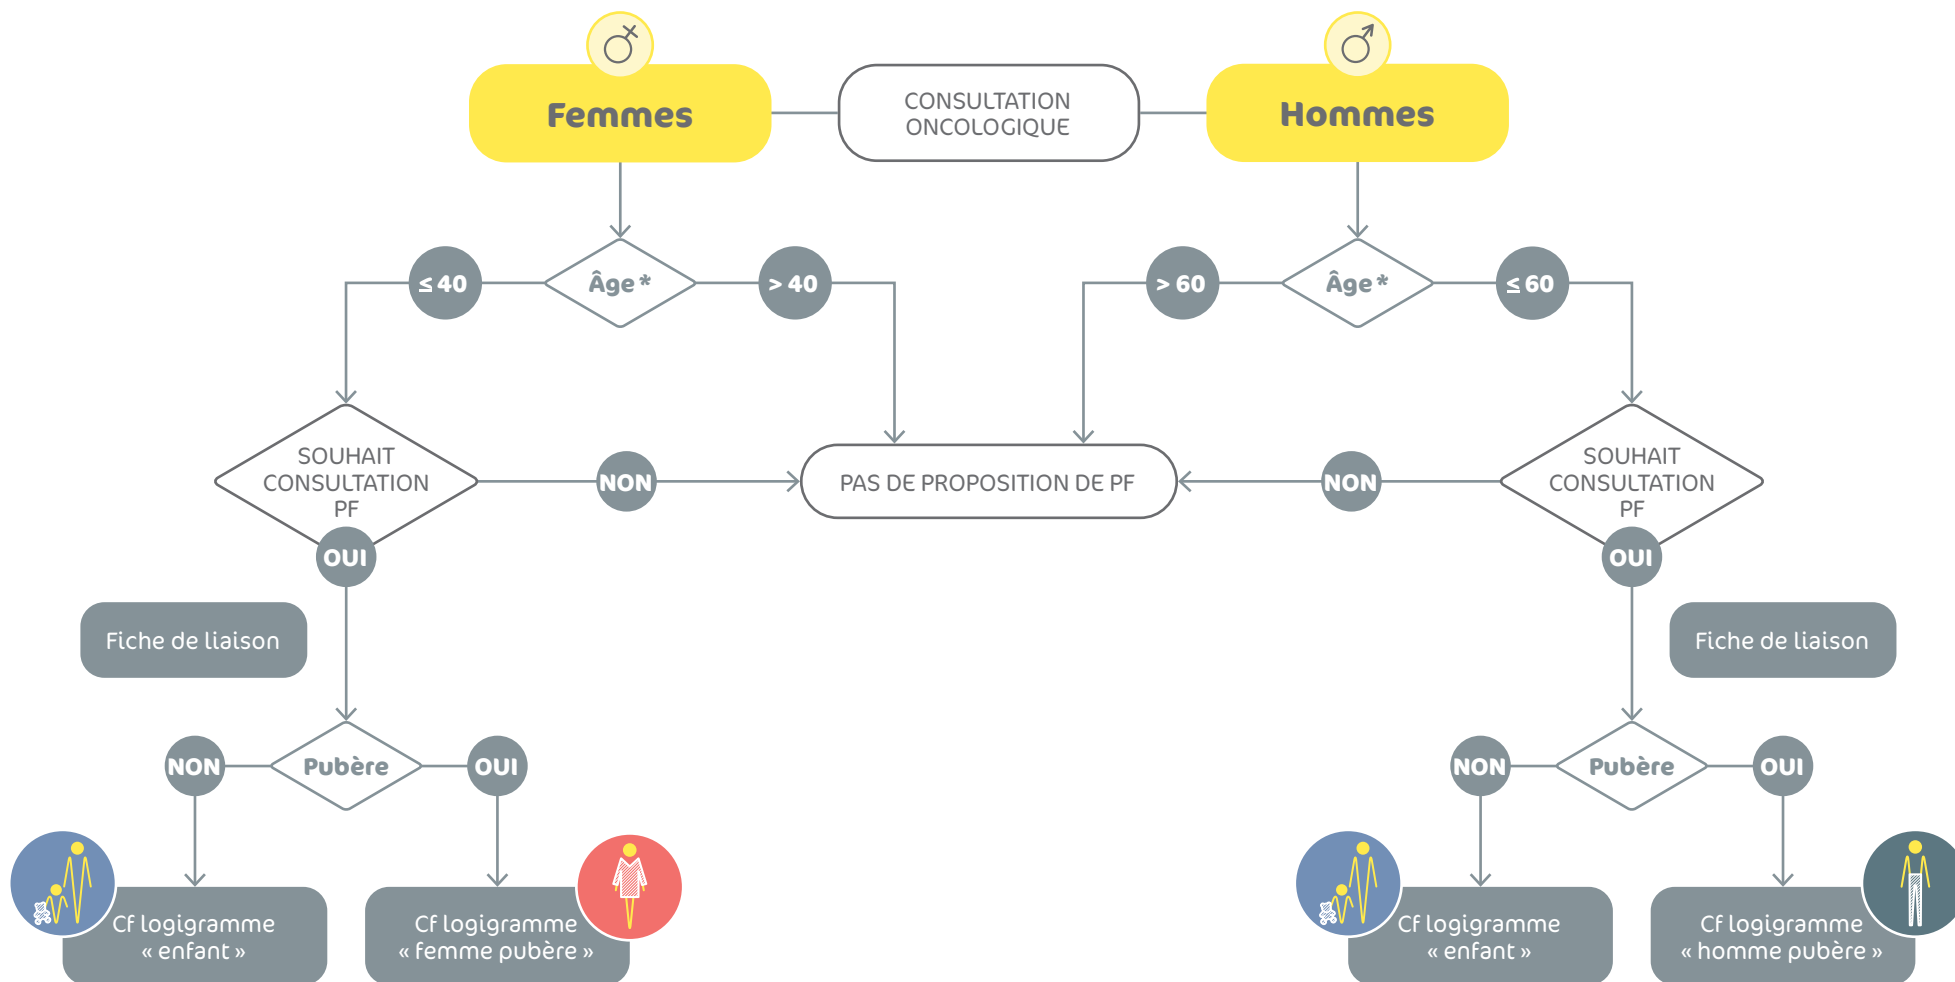 Femmes
CONSULTATION
ONCOLOGIQUE
Hommes
≤ 40
Âge *
> 40
> 60
Âge *
≤ 60
SOUHAIT
CONSULTATION
PF
NON
PAS DE PROPOSITION DE PF
NON
SOUHAIT
CONSULTATION
PF
OUI
OUI
Fiche de liaison
Fiche de liaison
NON
Pubère
OUI
NON
Pubère
OUI
Cf logigramme
« enfant »
Cf logigramme
« femme pubère »
Cf logigramme
« enfant »
Cf logigramme
« homme pubère »